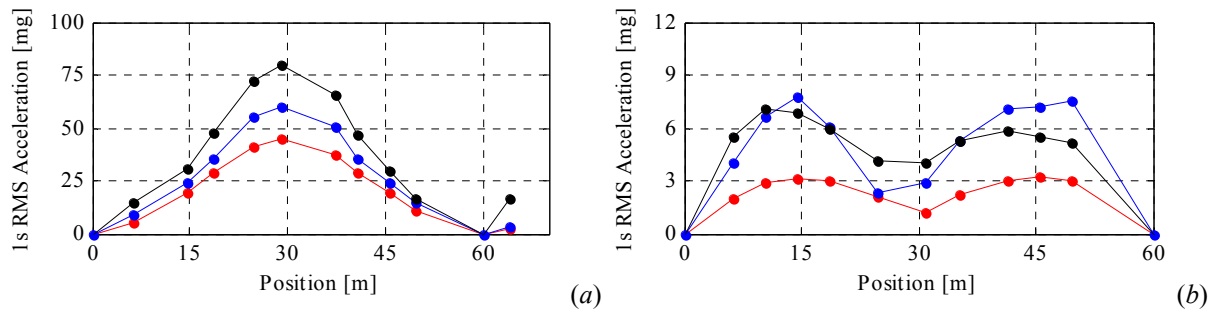 1s RMS Acceleration [mg]
100
75
50
25
0
0 15 30 45 60
Position [m]
(a)
1s RMS Acceleration [mg]
12
9
6
3
0
0 15 30 45 60
Position [m]
(b)